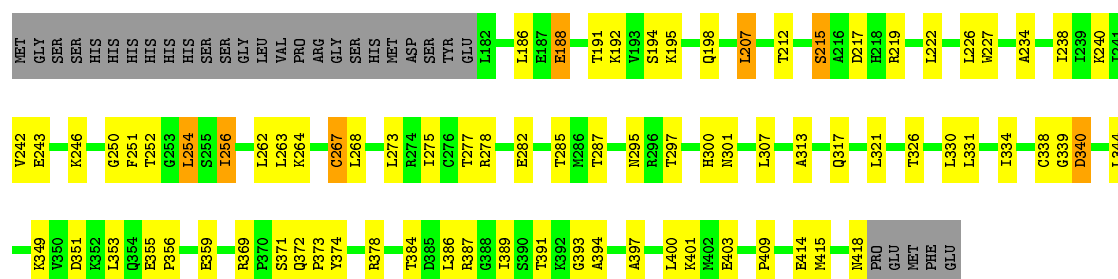 MET GLY SER SER HIS HIS HIS HIS HIS HIS SER SER GLY LEU VAL PRO ARG GLY SER HIS MET ASP SER TYR GLU L182 L186 E187 E188 T191 K192 V193 S194 K195 Q198 L207 T212 S215 A216 D217 H218 R219 L222 L226 W227 A234 I238 I239 K240 I241
V242 E243 K246 G250 F251 T252 G253 L254 S255 I256 L262 L263 K264 C267 L268 L273 R274 I275 C276 T277 R278 E282 T285 M286 T287 N295 R296 T297 H300 N301 L307 A313 Q317 L321 T326 L330 L331 I334 C338 G339 D340 L344
K349 V350 D351 K352 L353 Q354 E355 P356 E359 R369 P370 S371 Q372 P373 Y374 R378 T384 D385 L386 R387 G388 I389 S390 T391 K392 G393 A394 A397 L400 K401 M402 E403 P409 E414 M415 N418 PRO GLU MET PHE GLU